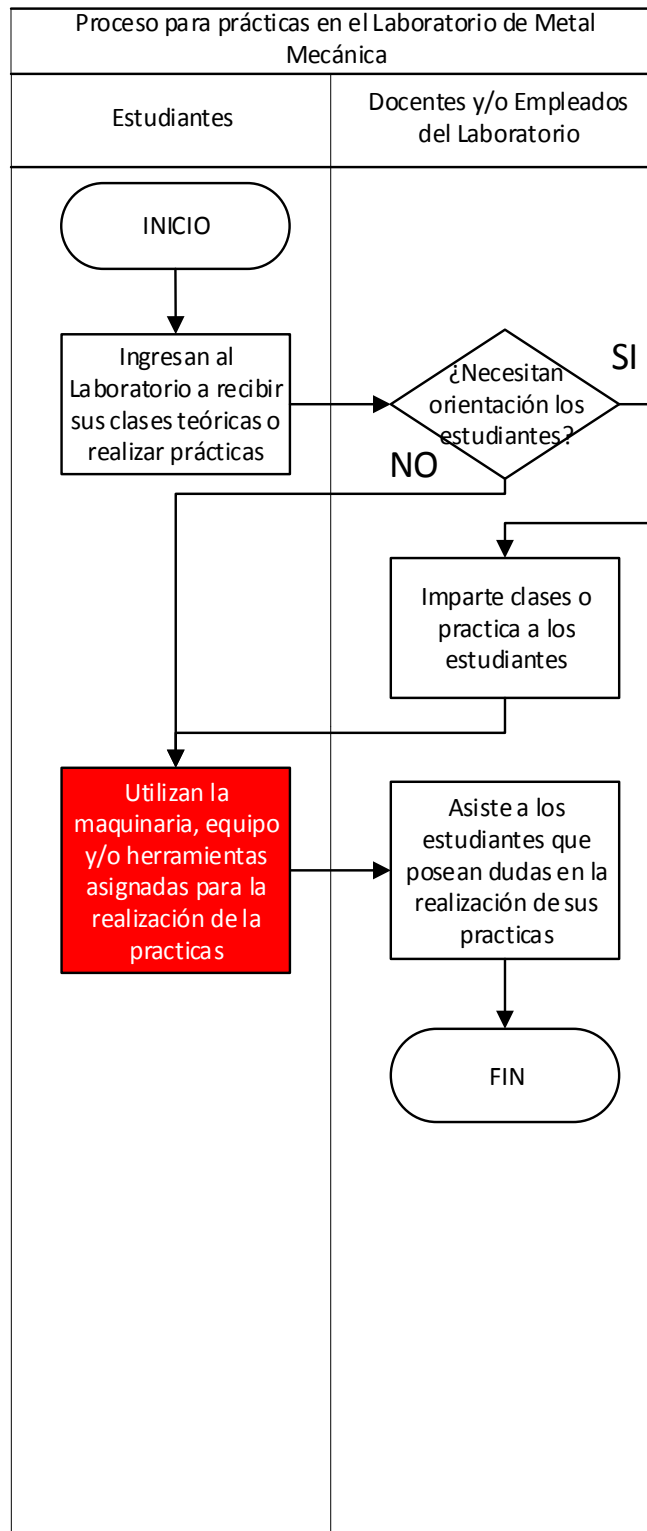 Proceso para prácticas en el Laboratorio de Metal
Mecánica
Estudiantes
Docentes y/o Empleados
del Laboratorio
INICIO
Ingresan al
Laboratorio a recibir
sus clases teóricas o
realizar prácticas
¿Necesitan
orientación los
estudiantes?
SI
NO
Imparte clases o
practica a los
estudiantes
Utilizan la
maquinaria, equipo
y/o herramientas
asignadas para la
realización de la
practicas
Asiste a los
estudiantes que
posean dudas en la
realización de sus
practicas
FIN